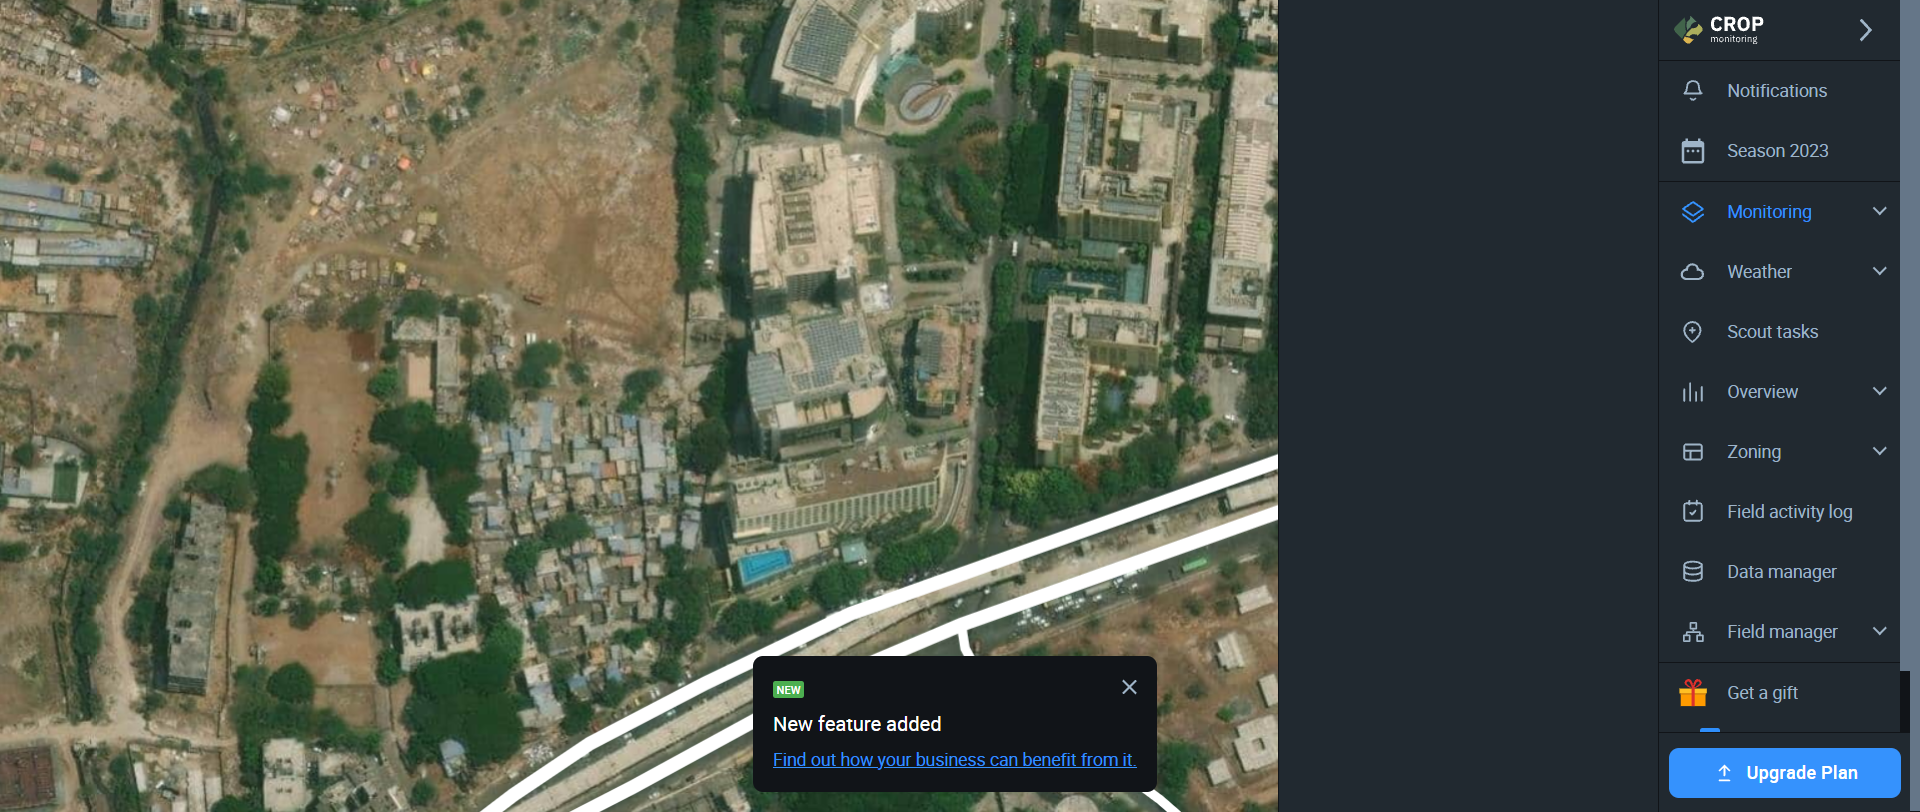 CROP
monitoring
Notifications
Season 2023
Monitoring
Weather
Scout tasks
Overview
Zoning
Field activity log
Data manager
Field manager
Get a gift
Upgrade Plan
NEW
New feature added
Find out how your business can benefit from it.